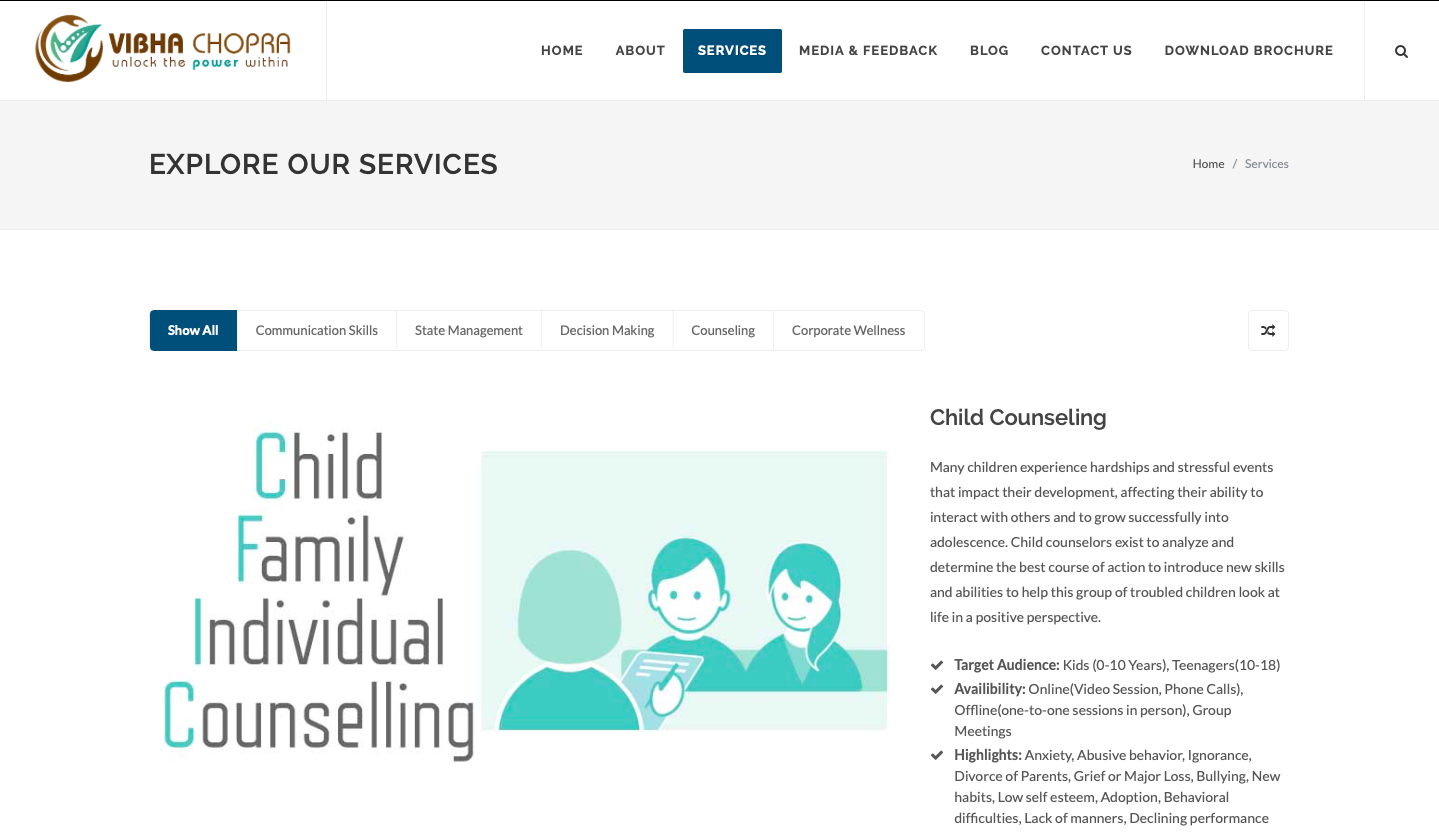 VIBHA CHOPRA
unlock the power within
HOME
ABOUT
SERVICES
MEDIA & FEEDBACK
BLOG
CONTACT US
DOWNLOAD BROCHURE
EXPLORE OUR SERVICES
Home / Services
Show All
Communication Skills
State Management
Decision Making
Counseling
Corporate Wellness
Child
Family
Individual
Counselling
Child Counseling
Many children experience hardships and stressful events
that impact their development, affecting their ability to
interact with others and to grow successfully into
adolescence. Child counselors exist to analyze and
determine the best course of action to introduce new skills
and abilities to help this group of troubled children look at
life in a positive perspective.
Target Audience: Kids (0-10 Years), Teenagers(10-18)
Availibility: Online(Video Session, Phone Calls),
Offline(one-to-one sessions in person), Group
Meetings
Highlights: Anxiety, Abusive behavior, Ignorance,
Divorce of Parents, Grief or Major Loss, Bullying, New
habits, Low self esteem, Adoption, Behavioral
difficulties, Lack of manners, Declining performance